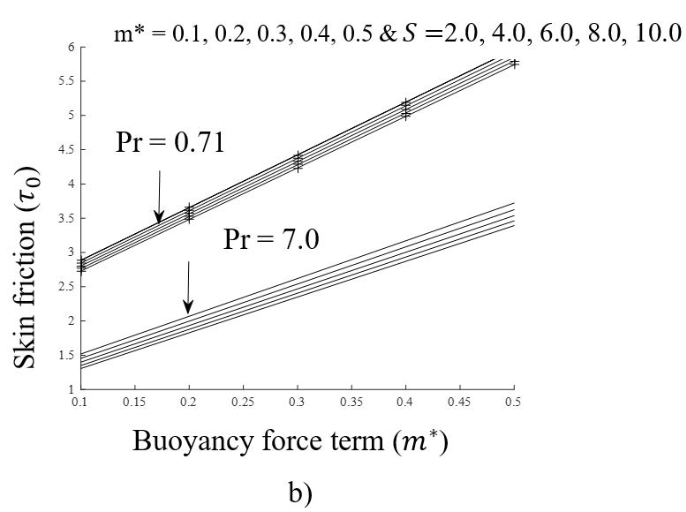 m* = 0.1, 0.2, 0.3, 0.4, 0.5 & S =2.0, 4.0, 6.0, 8.0, 10.0
6
5.5
5
4.5
4
3.5
3
2.5
2
1.5
1
Skin friction (τ₀)
Pr = 0.71
Pr = 7.0
0.1 0.15 0.2 0.25 0.3 0.35 0.4 0.45 0.5
Buoyancy force term (m*)
b)